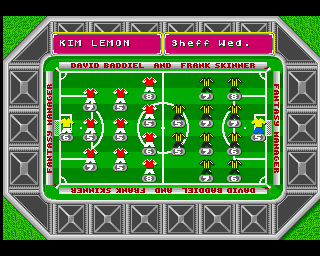 KIM LEMON
Sheff Wed.
DAVID BADDIEL AND FRANK SKINNER
FANTASY MANAGER
FANTASY MANAGER
DAVID BADDIEL AND FRANK SKINNER